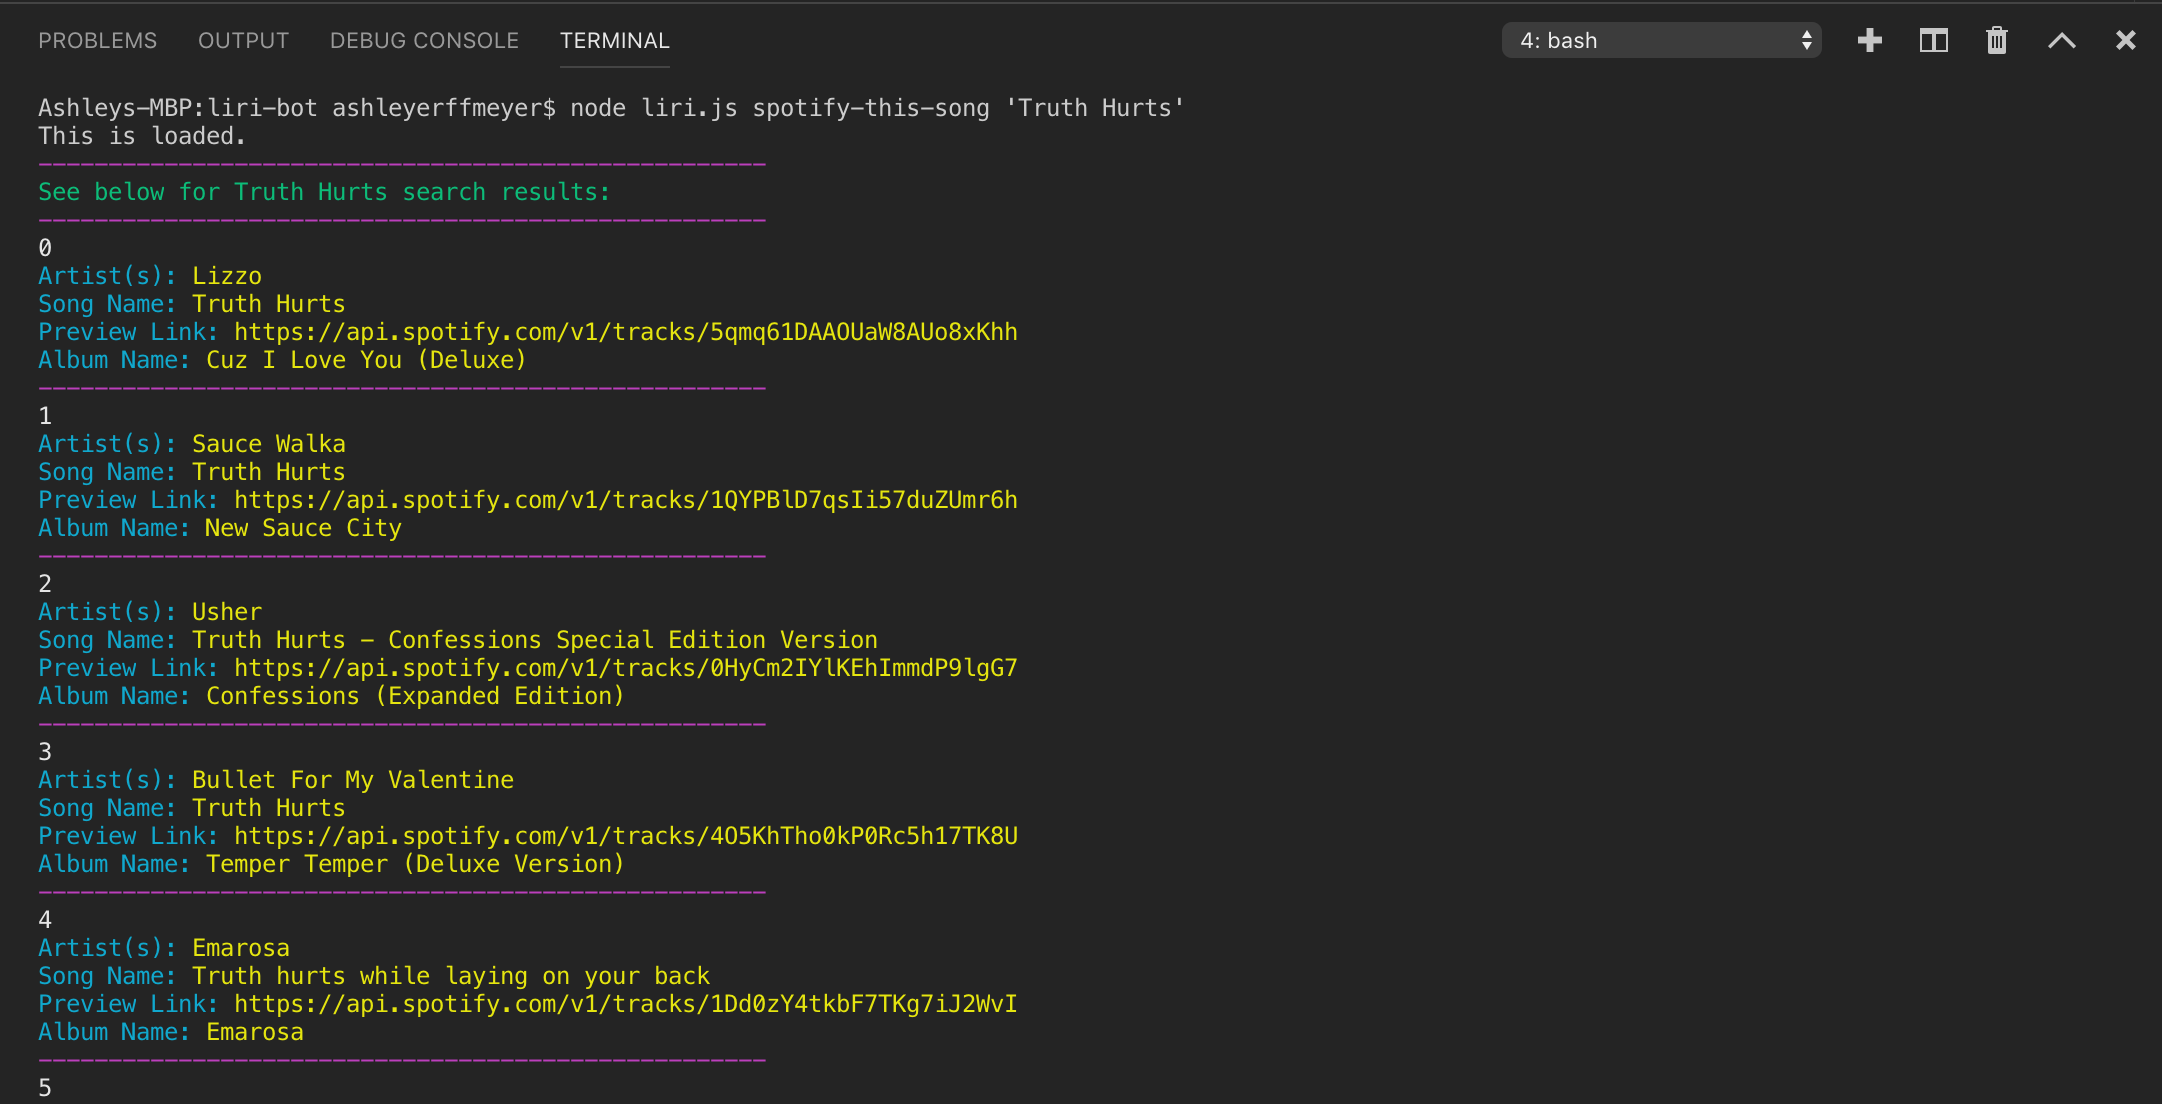 PROBLEMS OUTPUT DEBUG CONSOLE TERMINAL 4: bash
Ashleys-MBP:liri-bot ashleyerffmeyer$ node liri.js spotify-this-song 'Truth Hurts'
This is loaded.
----------------------------------------------------
See below for Truth Hurts search results:
----------------------------------------------------
0
Artist(s): Lizzo
Song Name: Truth Hurts
Preview Link: https://api.spotify.com/v1/tracks/5qmq61DAAOUaW8AUo8xKhh
Album Name: Cuz I Love You (Deluxe)
----------------------------------------------------
1
Artist(s): Sauce Walka
Song Name: Truth Hurts
Preview Link: https://api.spotify.com/v1/tracks/1QYPBlD7qsIi57duZUmr6h
Album Name: New Sauce City
----------------------------------------------------
2
Artist(s): Usher
Song Name: Truth Hurts - Confessions Special Edition Version
Preview Link: https://api.spotify.com/v1/tracks/0HyCm2IYlKEhImmdP9lgG7
Album Name: Confessions (Expanded Edition)
----------------------------------------------------
3
Artist(s): Bullet For My Valentine
Song Name: Truth Hurts
Preview Link: https://api.spotify.com/v1/tracks/4O5KhTho0kP0Rc5h17TK8U
Album Name: Temper Temper (Deluxe Version)
----------------------------------------------------
4
Artist(s): Emarosa
Song Name: Truth hurts while laying on your back
Preview Link: https://api.spotify.com/v1/tracks/1Dd0zY4tkbF7TKg7iJ2WvI
Album Name: Emarosa
----------------------------------------------------
5